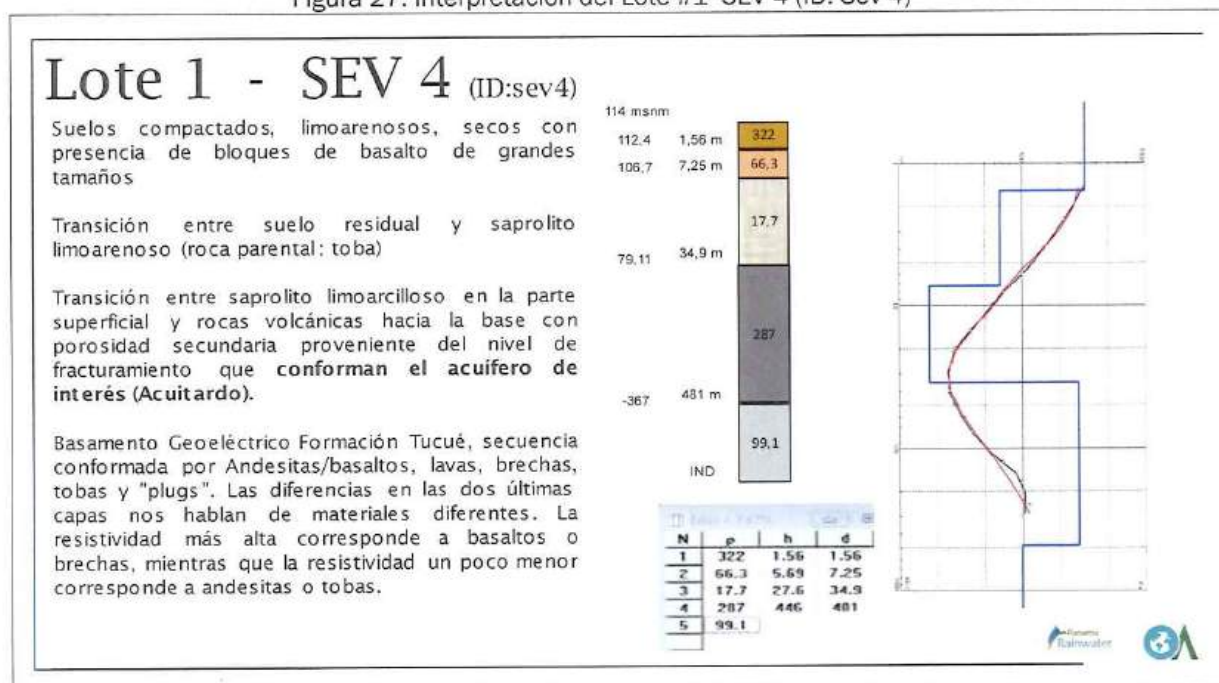 Figura 27. Interpretación del Lote #1 SEV 4 (ID: Sev 4)
Lote 1 - SEV 4 (ID:sev4)
Suelos compactados, limoarenosos, secos con
presencia de bloques de basalto de grandes
tamaños
Transición entre suelo residual y saprolito
limoarenoso (roca parental: toba)
Transición entre saprolito limoarcilloso en la parte
superficial y rocas volcánicas hacia la base con
porosidad secundaria proveniente del nivel de
fracturamiento que conforman el acuífero de
interés (Acuitardo).
Basamento Geoeléctrico Formación Tucué, secuencia
conformada por Andesitas/basaltos, lavas, brechas,
tobas y "plugs". Las diferencias en las dos últimas
capas nos hablan de materiales diferentes. La
resistividad más alta corresponde a basaltos o
brechas, mientras que la resistividad un poco menor
corresponde a andesitas o tobas.
114 msnm
112,4 1,56 m 322
106,7 7,25 m 66,3
17,7
79,11 34,9 m
287
-367 481 m
99,1
IND
N ρ h d
1 322 1.56 1.56
2 66.3 5.69 7.25
3 17.7 27.6 34.9
4 287 446 481
5 99.1
Rainwater